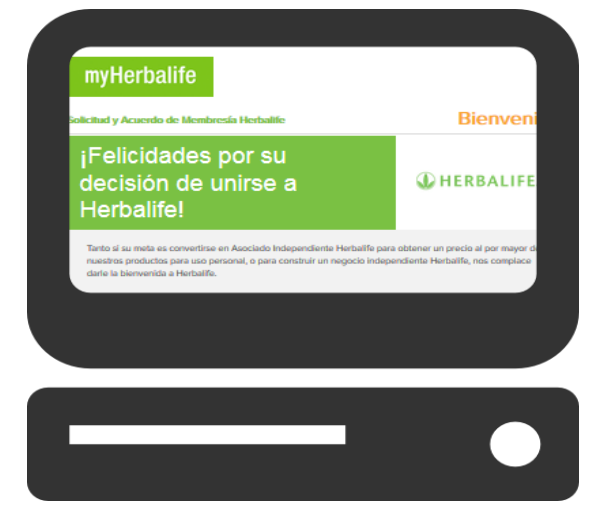 myHerbalife
Solicitud y Acuerdo de Membresía Herbalife
Bienveni
¡Felicidades por su
decisión de unirse a
Herbalife!
HERBALIFE
Tanto si su meta es convertirse en Asociado Independiente Herbalife para obtener un precio al por mayor de
nuestros productos para uso personal, o para construir un negocio independiente Herbalife, nos complace
darle la bienvenida a Herbalife.